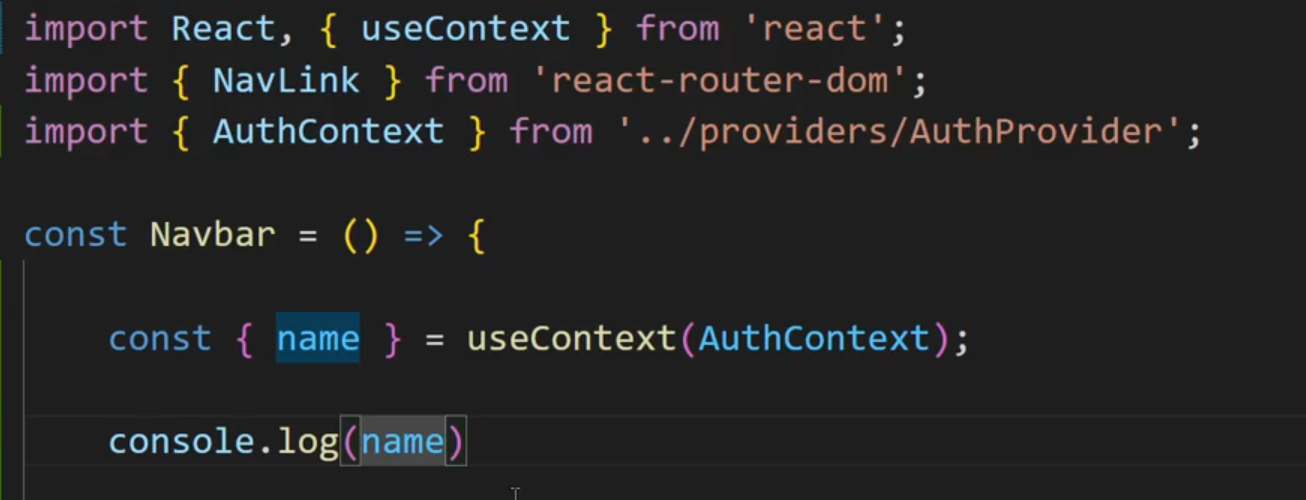 import React, { useContext } from 'react';
import { NavLink } from 'react-router-dom';
import { AuthContext } from '../providers/AuthProvider';
const Navbar = () => {
const { name } = useContext(AuthContext);
console.log(name)